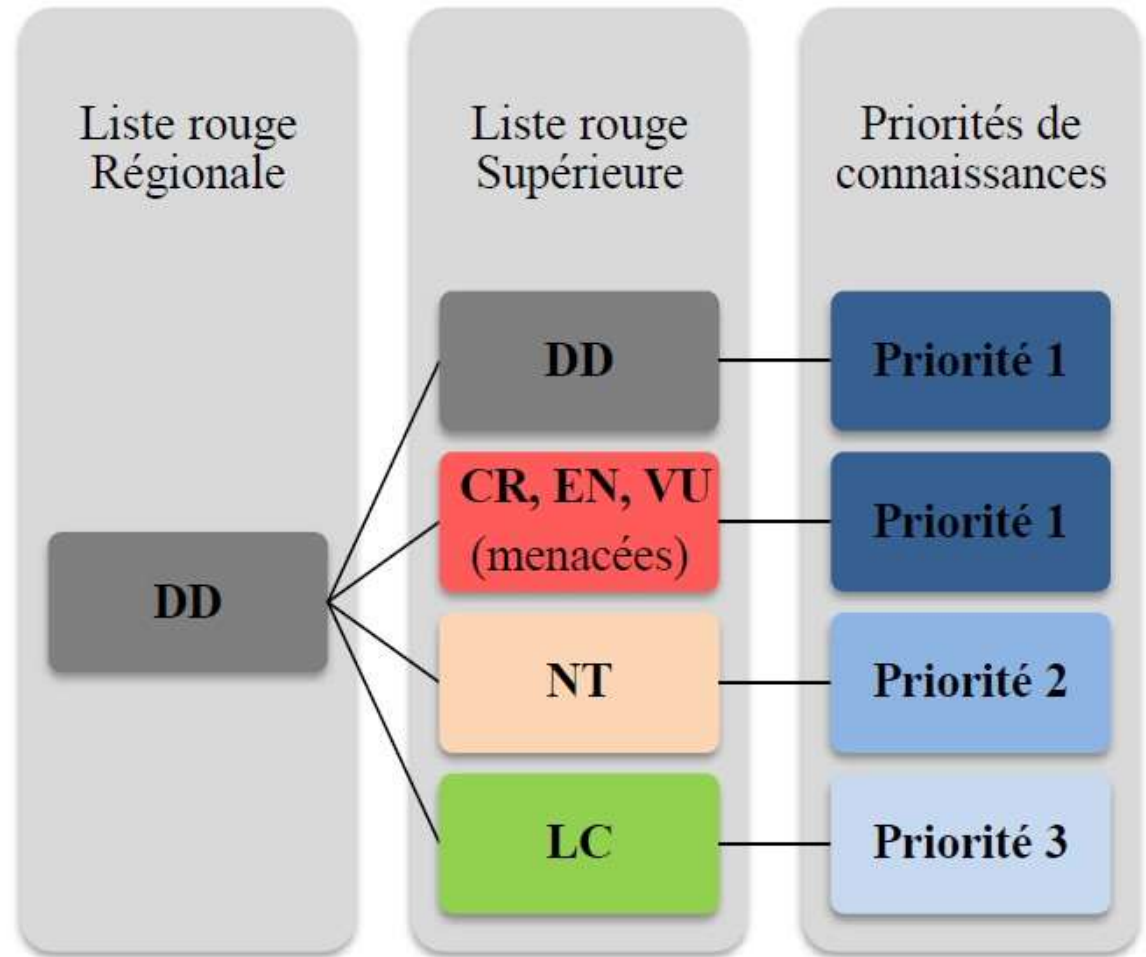 Liste rouge
Régionale
Liste rouge
Supérieure
Priorités de
connaissances
DD
DD
CR, EN, VU
(menacées)
NT
LC
Priorité 1
Priorité 1
Priorité 2
Priorité 3